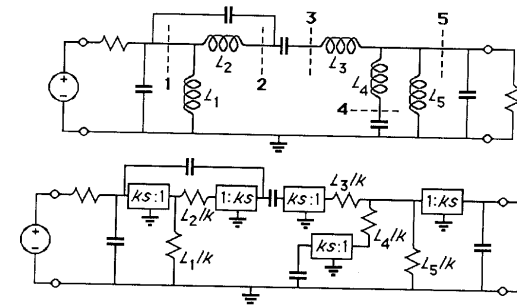 3
5
L₂
1
2
L₃
L₄
L₁
4
L₅
+
−
ks:1
L₂/k
1:ks
ks:1
L₃/k
1:ks
L₁/k
ks:1
L₄/k
L₅/k
+
−